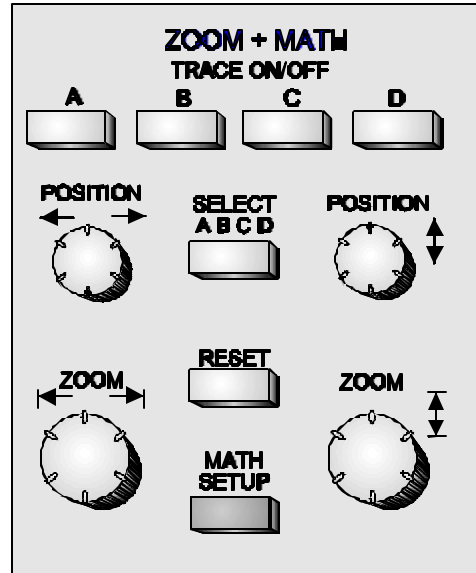 ZOOM + MATH
TRACE ON/OFF
A B C D
POSITION
SELECT
A B C D
POSITION
ZOOM
RESET
ZOOM
MATH
SETUP